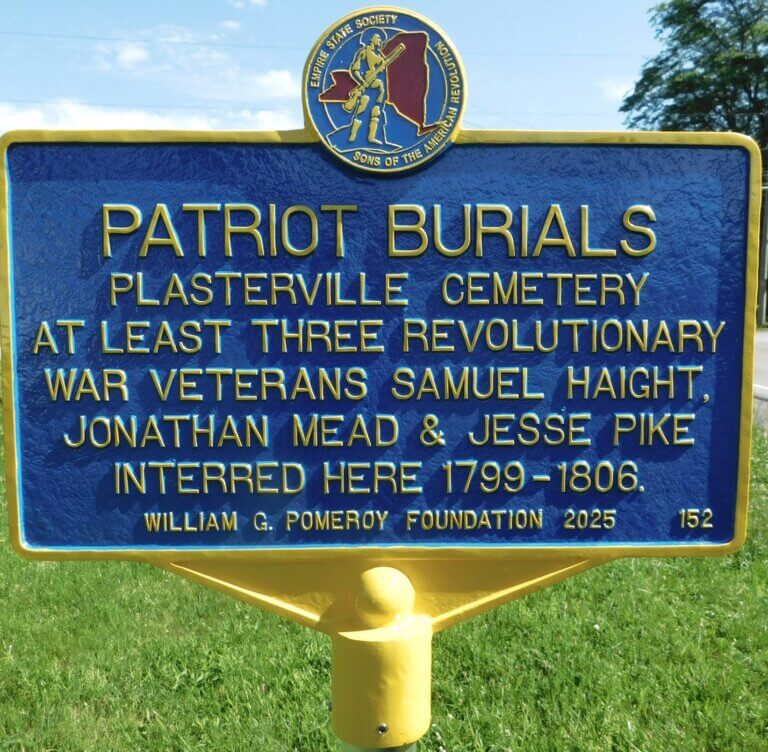 EMPIRE STATE SOCIETY
SONS OF THE AMERICAN REVOLUTION
PATRIOT BURIALS
PLASTERVILLE CEMETERY
AT LEAST THREE REVOLUTIONARY
WAR VETERANS SAMUEL HAIGHT,
JONATHAN MEAD & JESSE PIKE
INTERRED HERE 1799-1806.
WILLIAM G. POMEROY FOUNDATION 2025 152